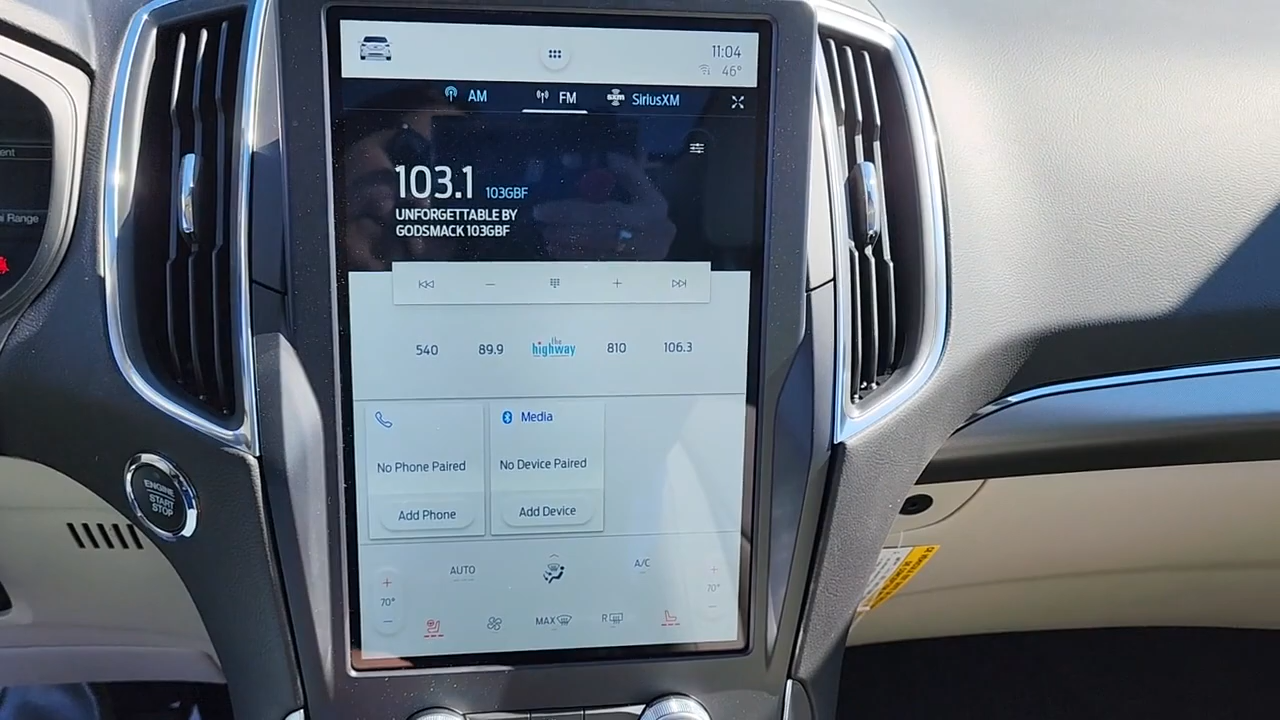 11:04
46°
AM
FM
SiriusXM
103.1 103GBF
UNFORGETTABLE BY
GODSMACK 103GBF
540 89.9 the highway 810 106.3
Media
No Phone Paired
No Device Paired
Add Phone
Add Device
AUTO
A/C
70°
70°
MAX
R
ENGINE
START
STOP
ent
l Range